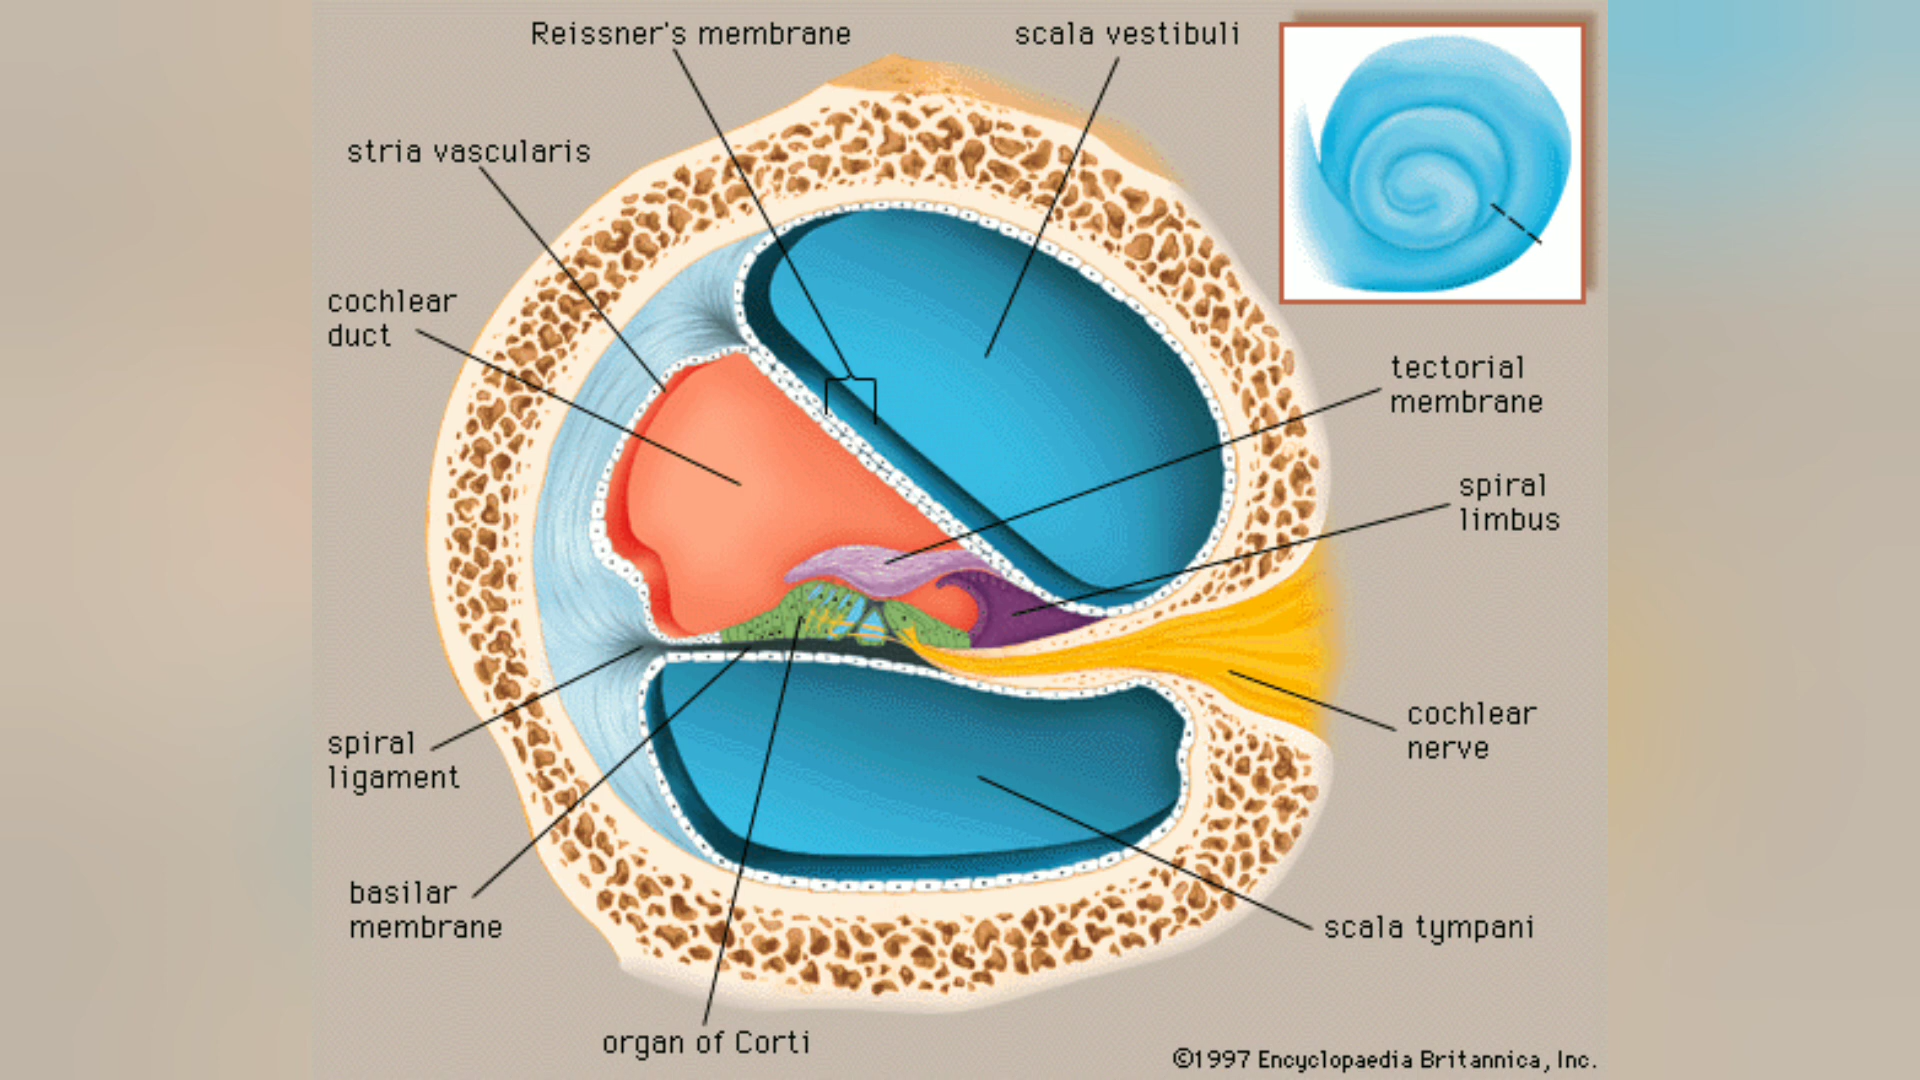 Reissner's membrane
scala vestibuli
stria vascularis
cochlear
duct
tectorial
membrane
spiral
limbus
cochlear
nerve
spiral
ligament
basilar
membrane
scala tympani
organ of Corti
©1997 Encyclopaedia Britannica, Inc.